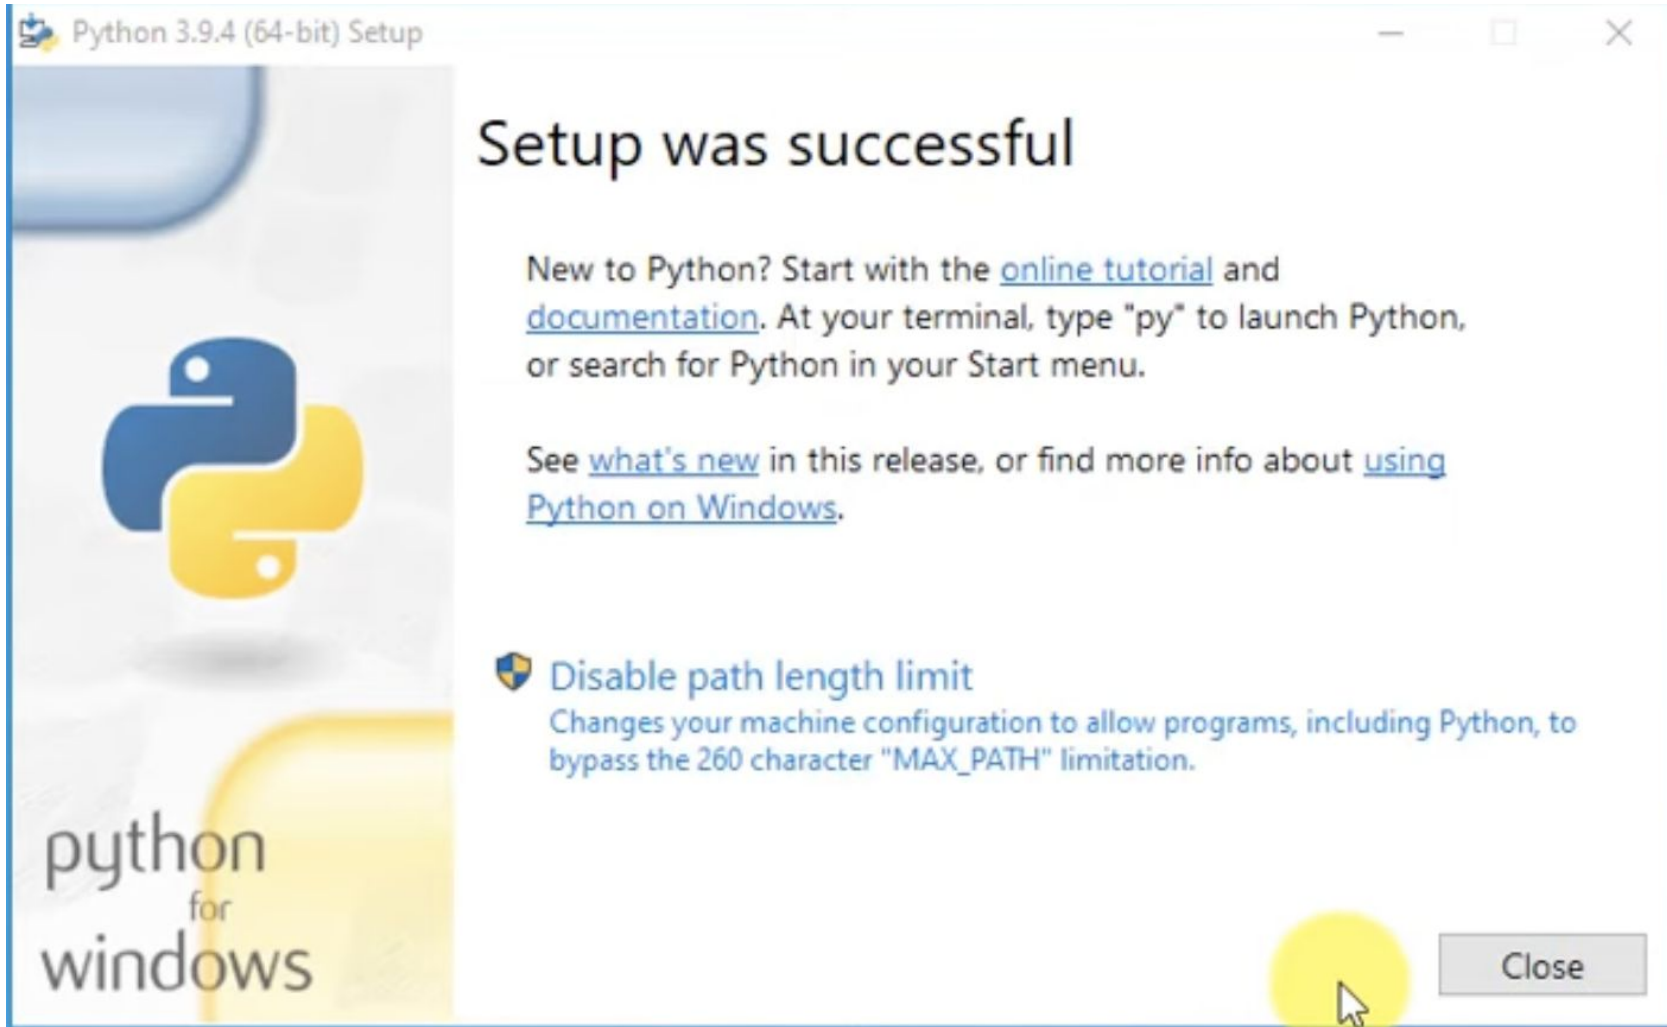 Python 3.9.4 (64-bit) Setup
Setup was successful
New to Python? Start with the online tutorial and
documentation. At your terminal, type "py" to launch Python,
or search for Python in your Start menu.
See what's new in this release, or find more info about using
Python on Windows.
Disable path length limit
Changes your machine configuration to allow programs, including Python, to
bypass the 260 character "MAX_PATH" limitation.
python
for
windows
Close